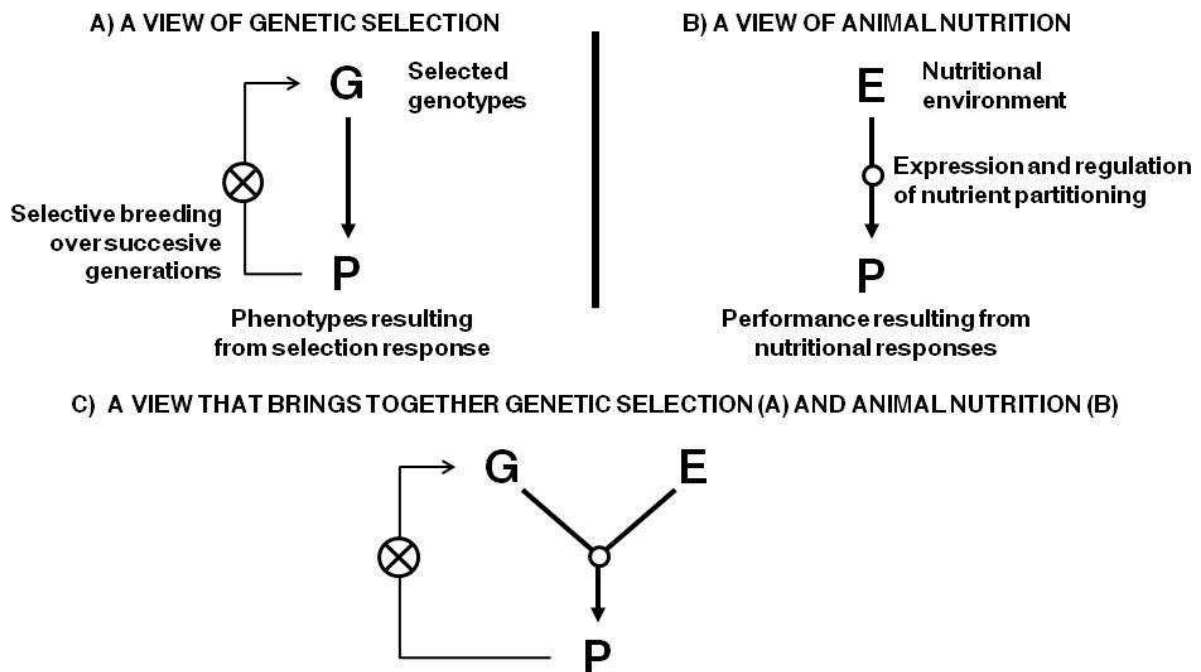 A) A VIEW OF GENETIC SELECTION
G
Selected
genotypes
Selective breeding
over succesive
generations
P
Phenotypes resulting
from selection response
B) A VIEW OF ANIMAL NUTRITION
E
Nutritional
environment
Expression and regulation
of nutrient partitioning
P
Performance resulting from
nutritional responses
C) A VIEW THAT BRINGS TOGETHER GENETIC SELECTION (A) AND ANIMAL NUTRITION (B)
G E
P